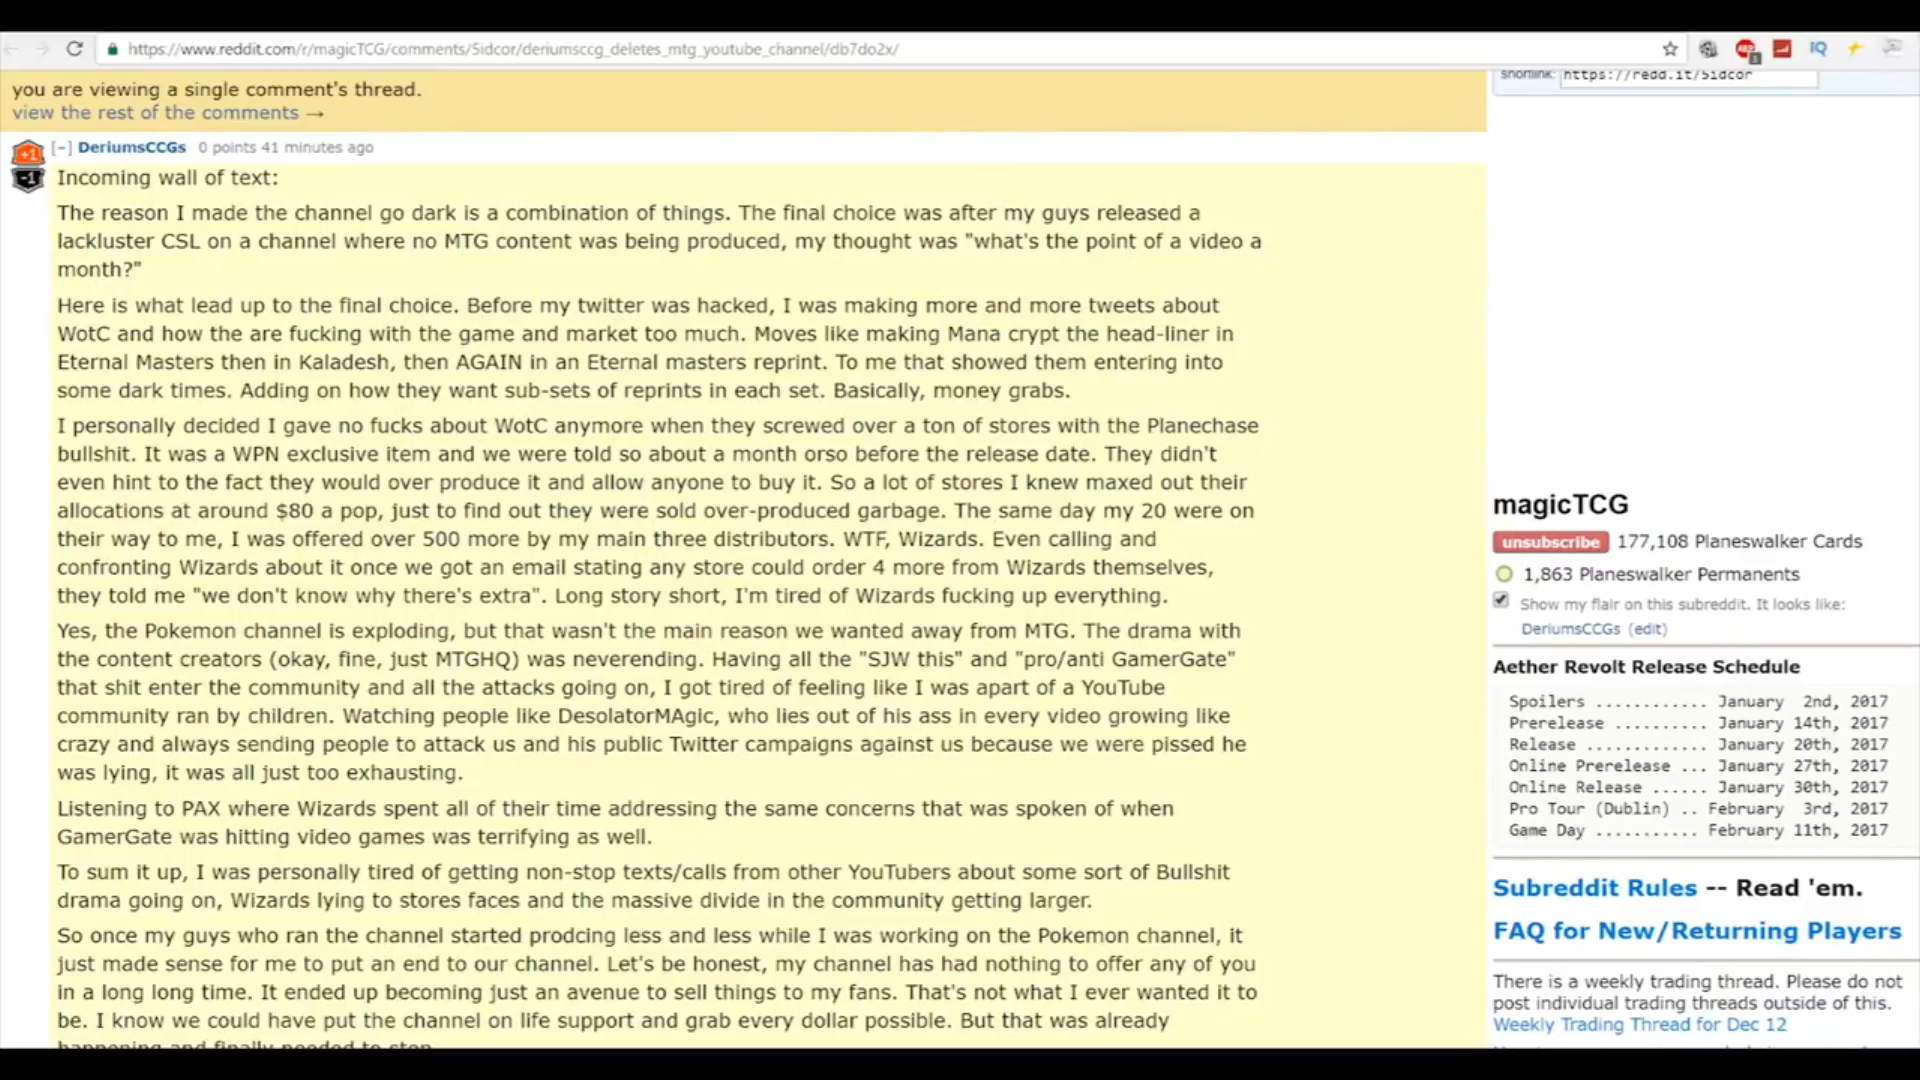 https://www.reddit.com/r/magicTCG/comments/5idcor/deriumsccg_deletes_mtg_youtube_channel/db7do2x/
you are viewing a single comment's thread.
view the rest of the comments →
[–] DeriumsCCGs 0 points 41 minutes ago
+1
-1
Incoming wall of text:
The reason I made the channel go dark is a combination of things. The final choice was after my guys released a
lackluster CSL on a channel where no MTG content was being produced, my thought was "what's the point of a video a
month?"
Here is what lead up to the final choice. Before my twitter was hacked, I was making more and more tweets about
WotC and how the are fucking with the game and market too much. Moves like making Mana crypt the head-liner in
Eternal Masters then in Kaladesh, then AGAIN in an Eternal masters reprint. To me that showed them entering into
some dark times. Adding on how they want sub-sets of reprints in each set. Basically, money grabs.
I personally decided I gave no fucks about WotC anymore when they screwed over a ton of stores with the Planechase
bullshit. It was a WPN exclusive item and we were told so about a month orso before the release date. They didn't
even hint to the fact they would over produce it and allow anyone to buy it. So a lot of stores I knew maxed out their
allocations at around $80 a pop, just to find out they were sold over-produced garbage. The same day my 20 were on
their way to me, I was offered over 500 more by my main three distributors. WTF, Wizards. Even calling and
confronting Wizards about it once we got an email stating any store could order 4 more from Wizards themselves,
they told me "we don't know why there's extra". Long story short, I'm tired of Wizards fucking up everything.
Yes, the Pokemon channel is exploding, but that wasn't the main reason we wanted away from MTG. The drama with
the content creators (okay, fine, just MTGHQ) was neverending. Having all the "SJW this" and "pro/anti GamerGate"
that shit enter the community and all the attacks going on, I got tired of feeling like I was apart of a YouTube
community ran by children. Watching people like DesolatorMAgic, who lies out of his ass in every video growing like
crazy and always sending people to attack us and his public Twitter campaigns against us because we were pissed he
was lying, it was all just too exhausting.
Listening to PAX where Wizards spent all of their time addressing the same concerns that was spoken of when
GamerGate was hitting video games was terrifying as well.
To sum it up, I was personally tired of getting non-stop texts/calls from other YouTubers about some sort of Bullshit
drama going on, Wizards lying to stores faces and the massive divide in the community getting larger.
So once my guys who ran the channel started prodcing less and less while I was working on the Pokemon channel, it
just made sense for me to put an end to our channel. Let's be honest, my channel has had nothing to offer any of you
in a long long time. It ended up becoming just an avenue to sell things to my fans. That's not what I ever wanted it to
be. I know we could have put the channel on life support and grab every dollar possible. But that was already
happening and finally needed to stop.
shortlink: https://redd.it/5idcor
magicTCG
unsubscribe 177,108 Planeswalker Cards
1,863 Planeswalker Permanents
Show my flair on this subreddit. It looks like:
DeriumsCCGs (edit)
Aether Revolt Release Schedule
Spoilers ............ January 2nd, 2017
Prerelease .......... January 14th, 2017
Release ............. January 20th, 2017
Online Prerelease ... January 27th, 2017
Online Release ...... January 30th, 2017
Pro Tour (Dublin) .. February 3rd, 2017
Game Day ........... February 11th, 2017
Subreddit Rules -- Read 'em.
FAQ for New/Returning Players
There is a weekly trading thread. Please do not
post individual trading threads outside of this.
Weekly Trading Thread for Dec 12